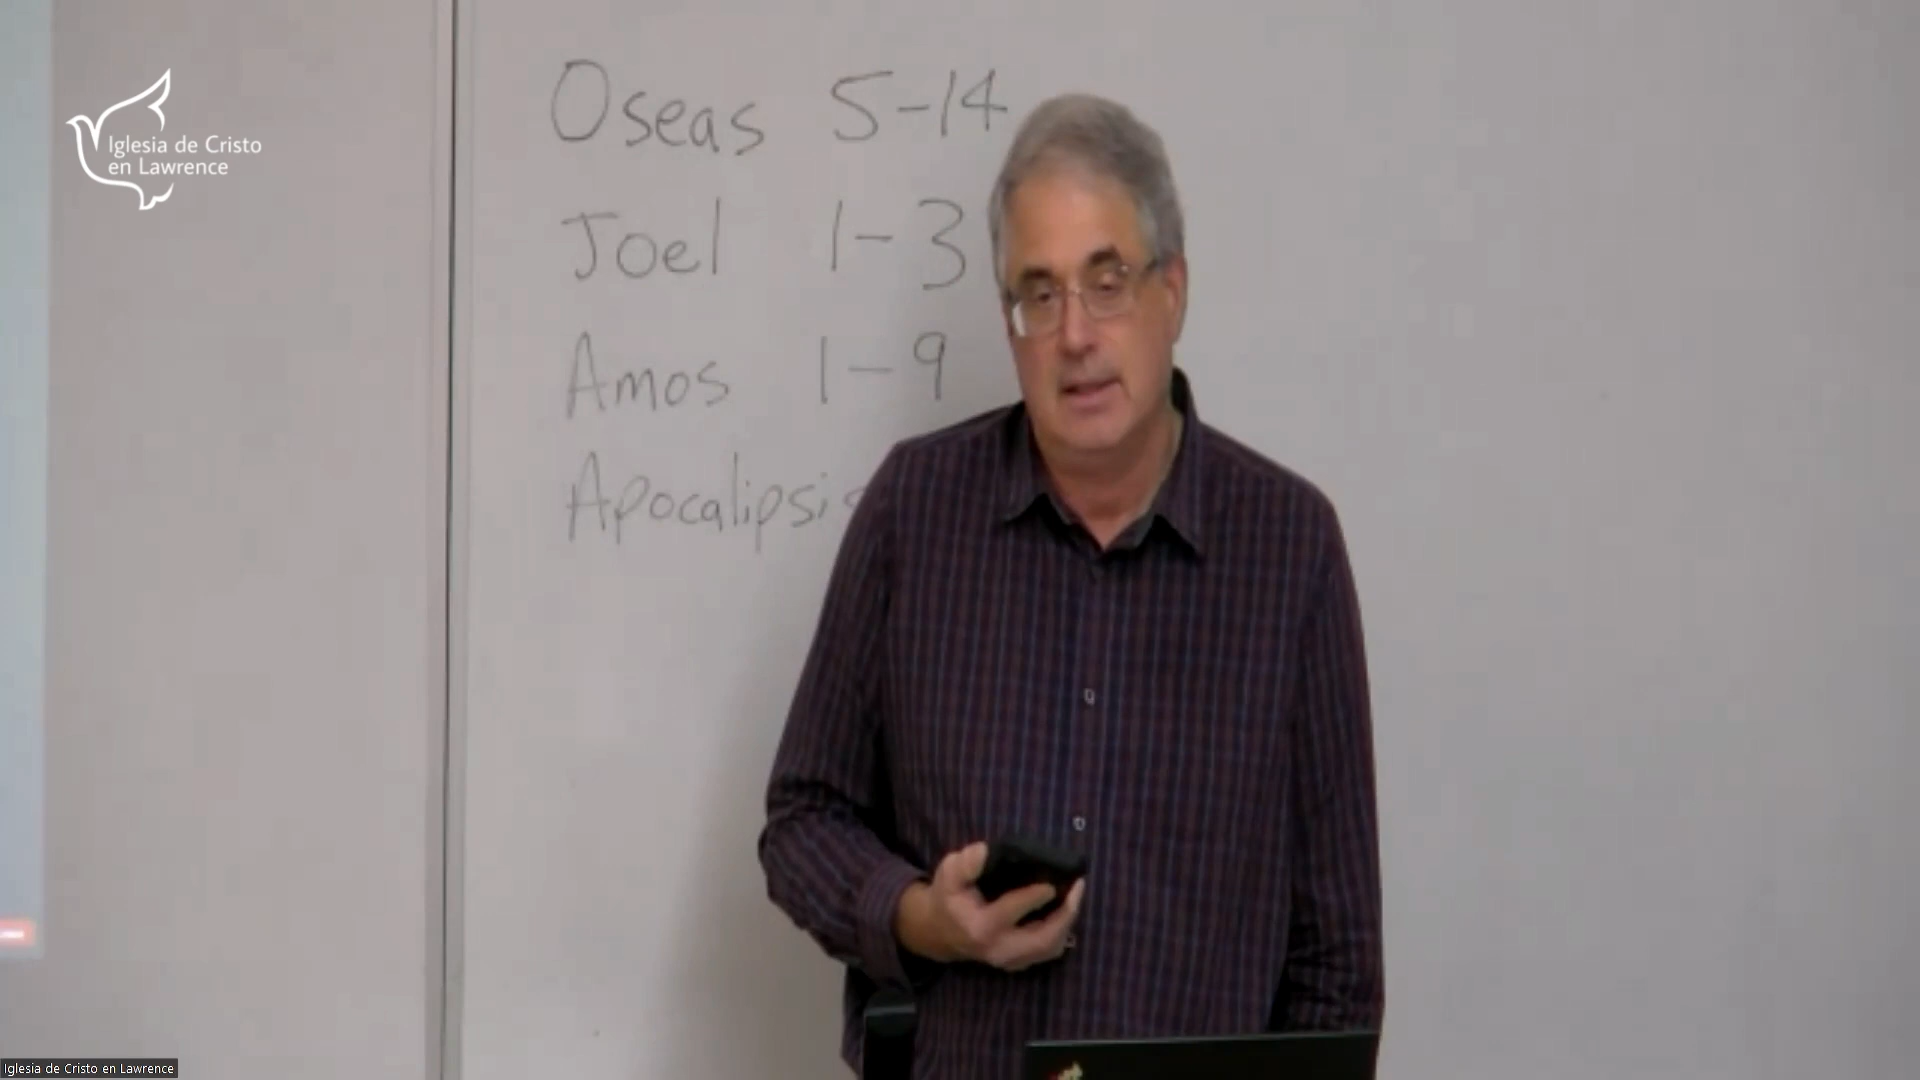 Iglesia de Cristo
en Lawrence
Oseas 5-14
Joel 1-3
Amos 1-9
Apocalipsis
Iglesia de Cristo en Lawrence